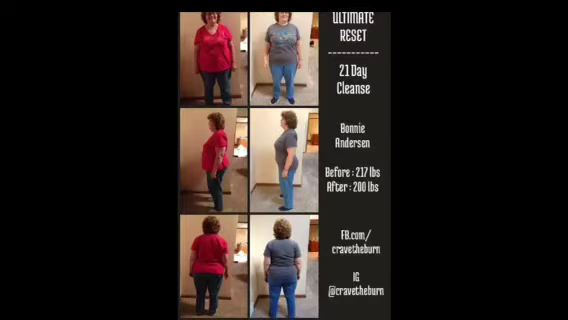 ULTIMATE
RESET
-----------
21 Day
Cleanse
Bonnie
Andersen
Before : 217 lbs
After : 200 lbs
FB.com/
cravetheburn
IG
@cravetheburn